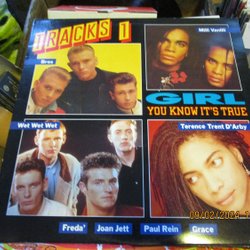 TRACKS 1
Bros
Milli Vanilli
GIRL
YOU KNOW IT'S TRUE
Wet Wet Wet
Terence Trent D'Arby
Freda'
Joan Jett
Paul Rein
Grace